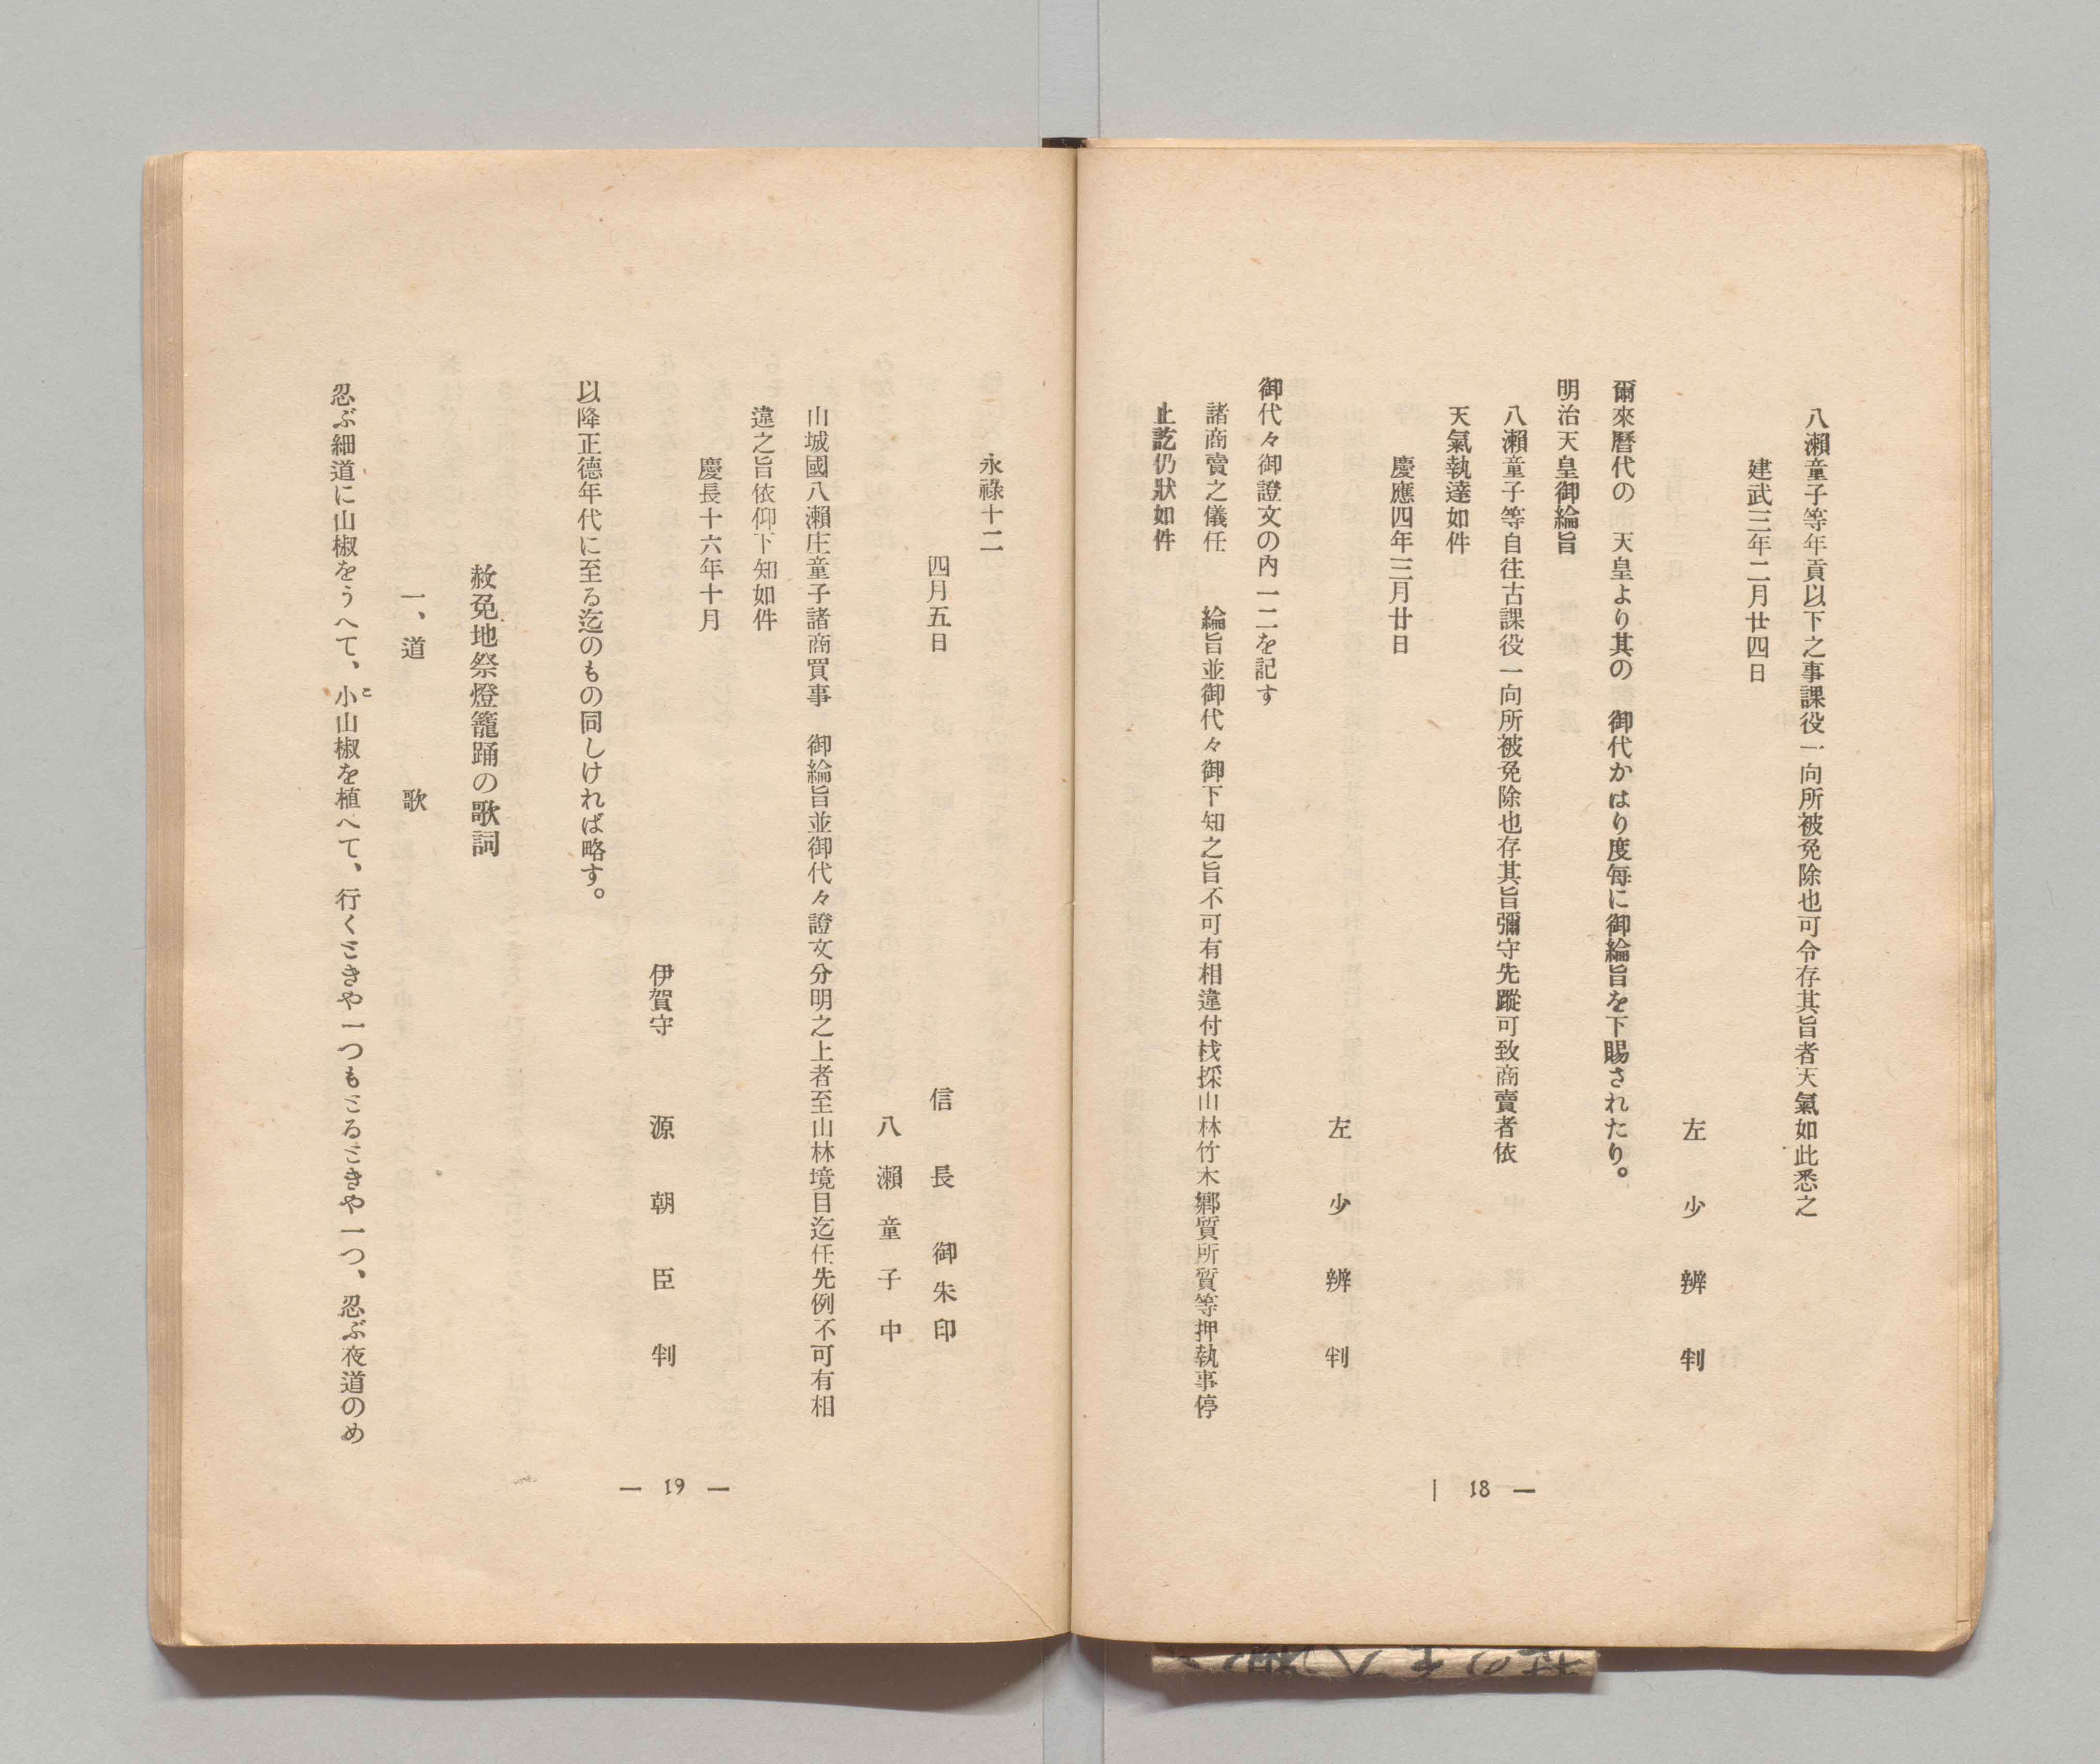 八瀨童子等年貢以下之事課役一向所被免除也可令存其旨者天氣如此悉之
建武三年二月廿四日
左少辨判
爾來曆代の 天皇より其の 御代かはり度每に御綸旨を下賜されたり。
明治天皇御綸旨
八瀨童子等自往古課役一向所被免除也存其旨彌守先蹤可致商賣者依
天氣執達如件
慶應四年三月廿日
左少辨判
御代々御證文の內一二を記す
諸商賣之儀任 綸旨並御代々御下知之旨不可有相違付伐採山林竹木鄕質所質等押執事停
止訖仍狀如件
— 18 —
永祿十二
四月五日
信長 御朱印
八瀨童子中
山城國八瀨庄童子諸商買事 御綸旨並御代々證文分明之上者至山林境目迄任先例不可有相
違之旨依仰下知如件
慶長十六年十月
伊賀守 源朝臣判
以降正德年代に至る迄のもの同しければ略す。
赦免地祭燈籠踊の歌詞
一、道 歌
忍ぶ細道に山椒をうへて、小山椒を植へて、行くときや一つもどるときや一つ、忍ぶ夜道のめ
— 19 —